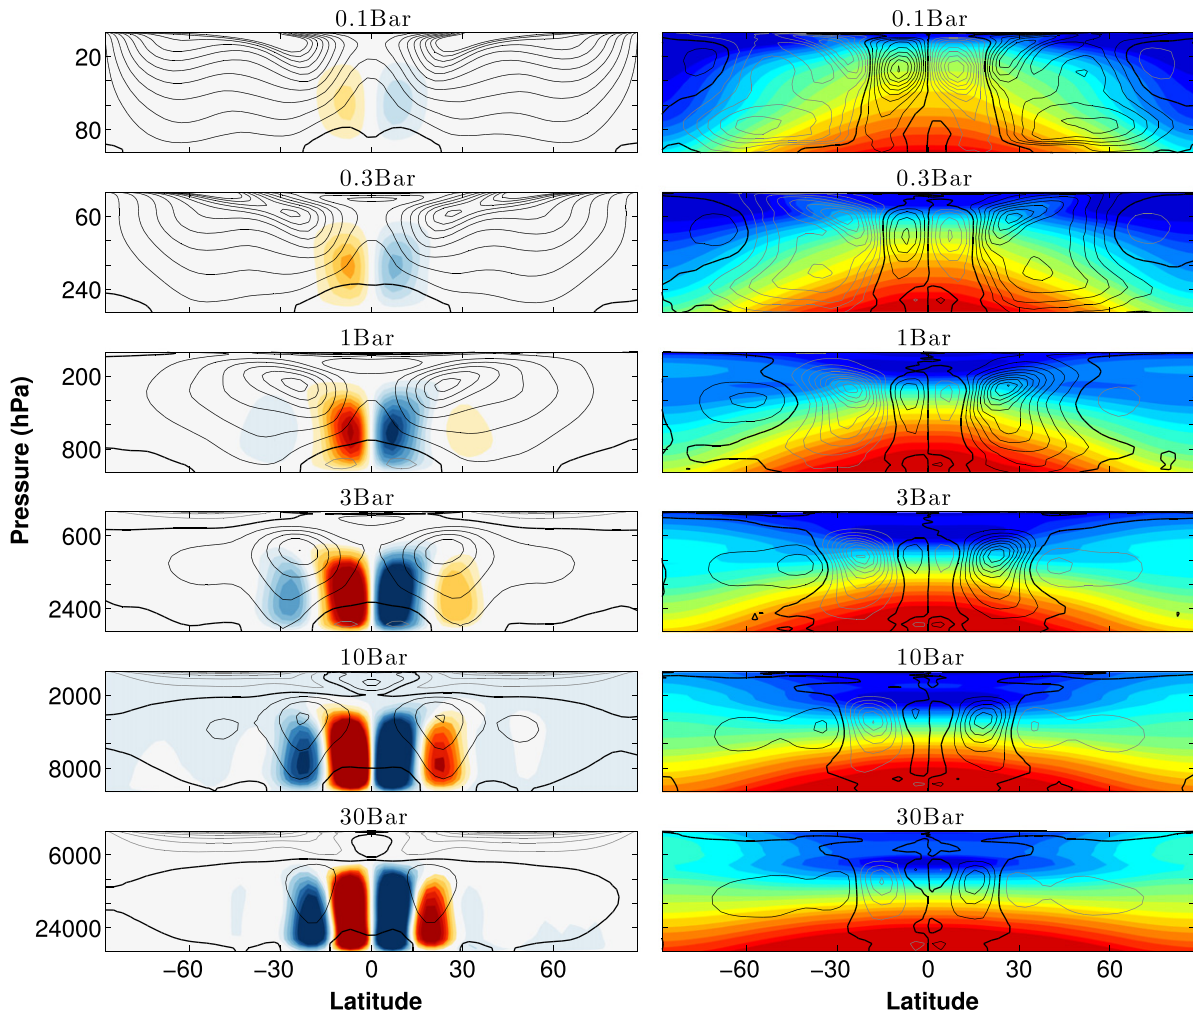 0.1Bar 0.1Bar
20
80
0.3Bar 0.3Bar
60
240
1Bar 1Bar
200
800
Pressure (hPa)
3Bar 3Bar
600
2400
10Bar 10Bar
2000
8000
30Bar 30Bar
6000
24000
−60 −30 0 30 60 −60 −30 0 30 60
Latitude Latitude